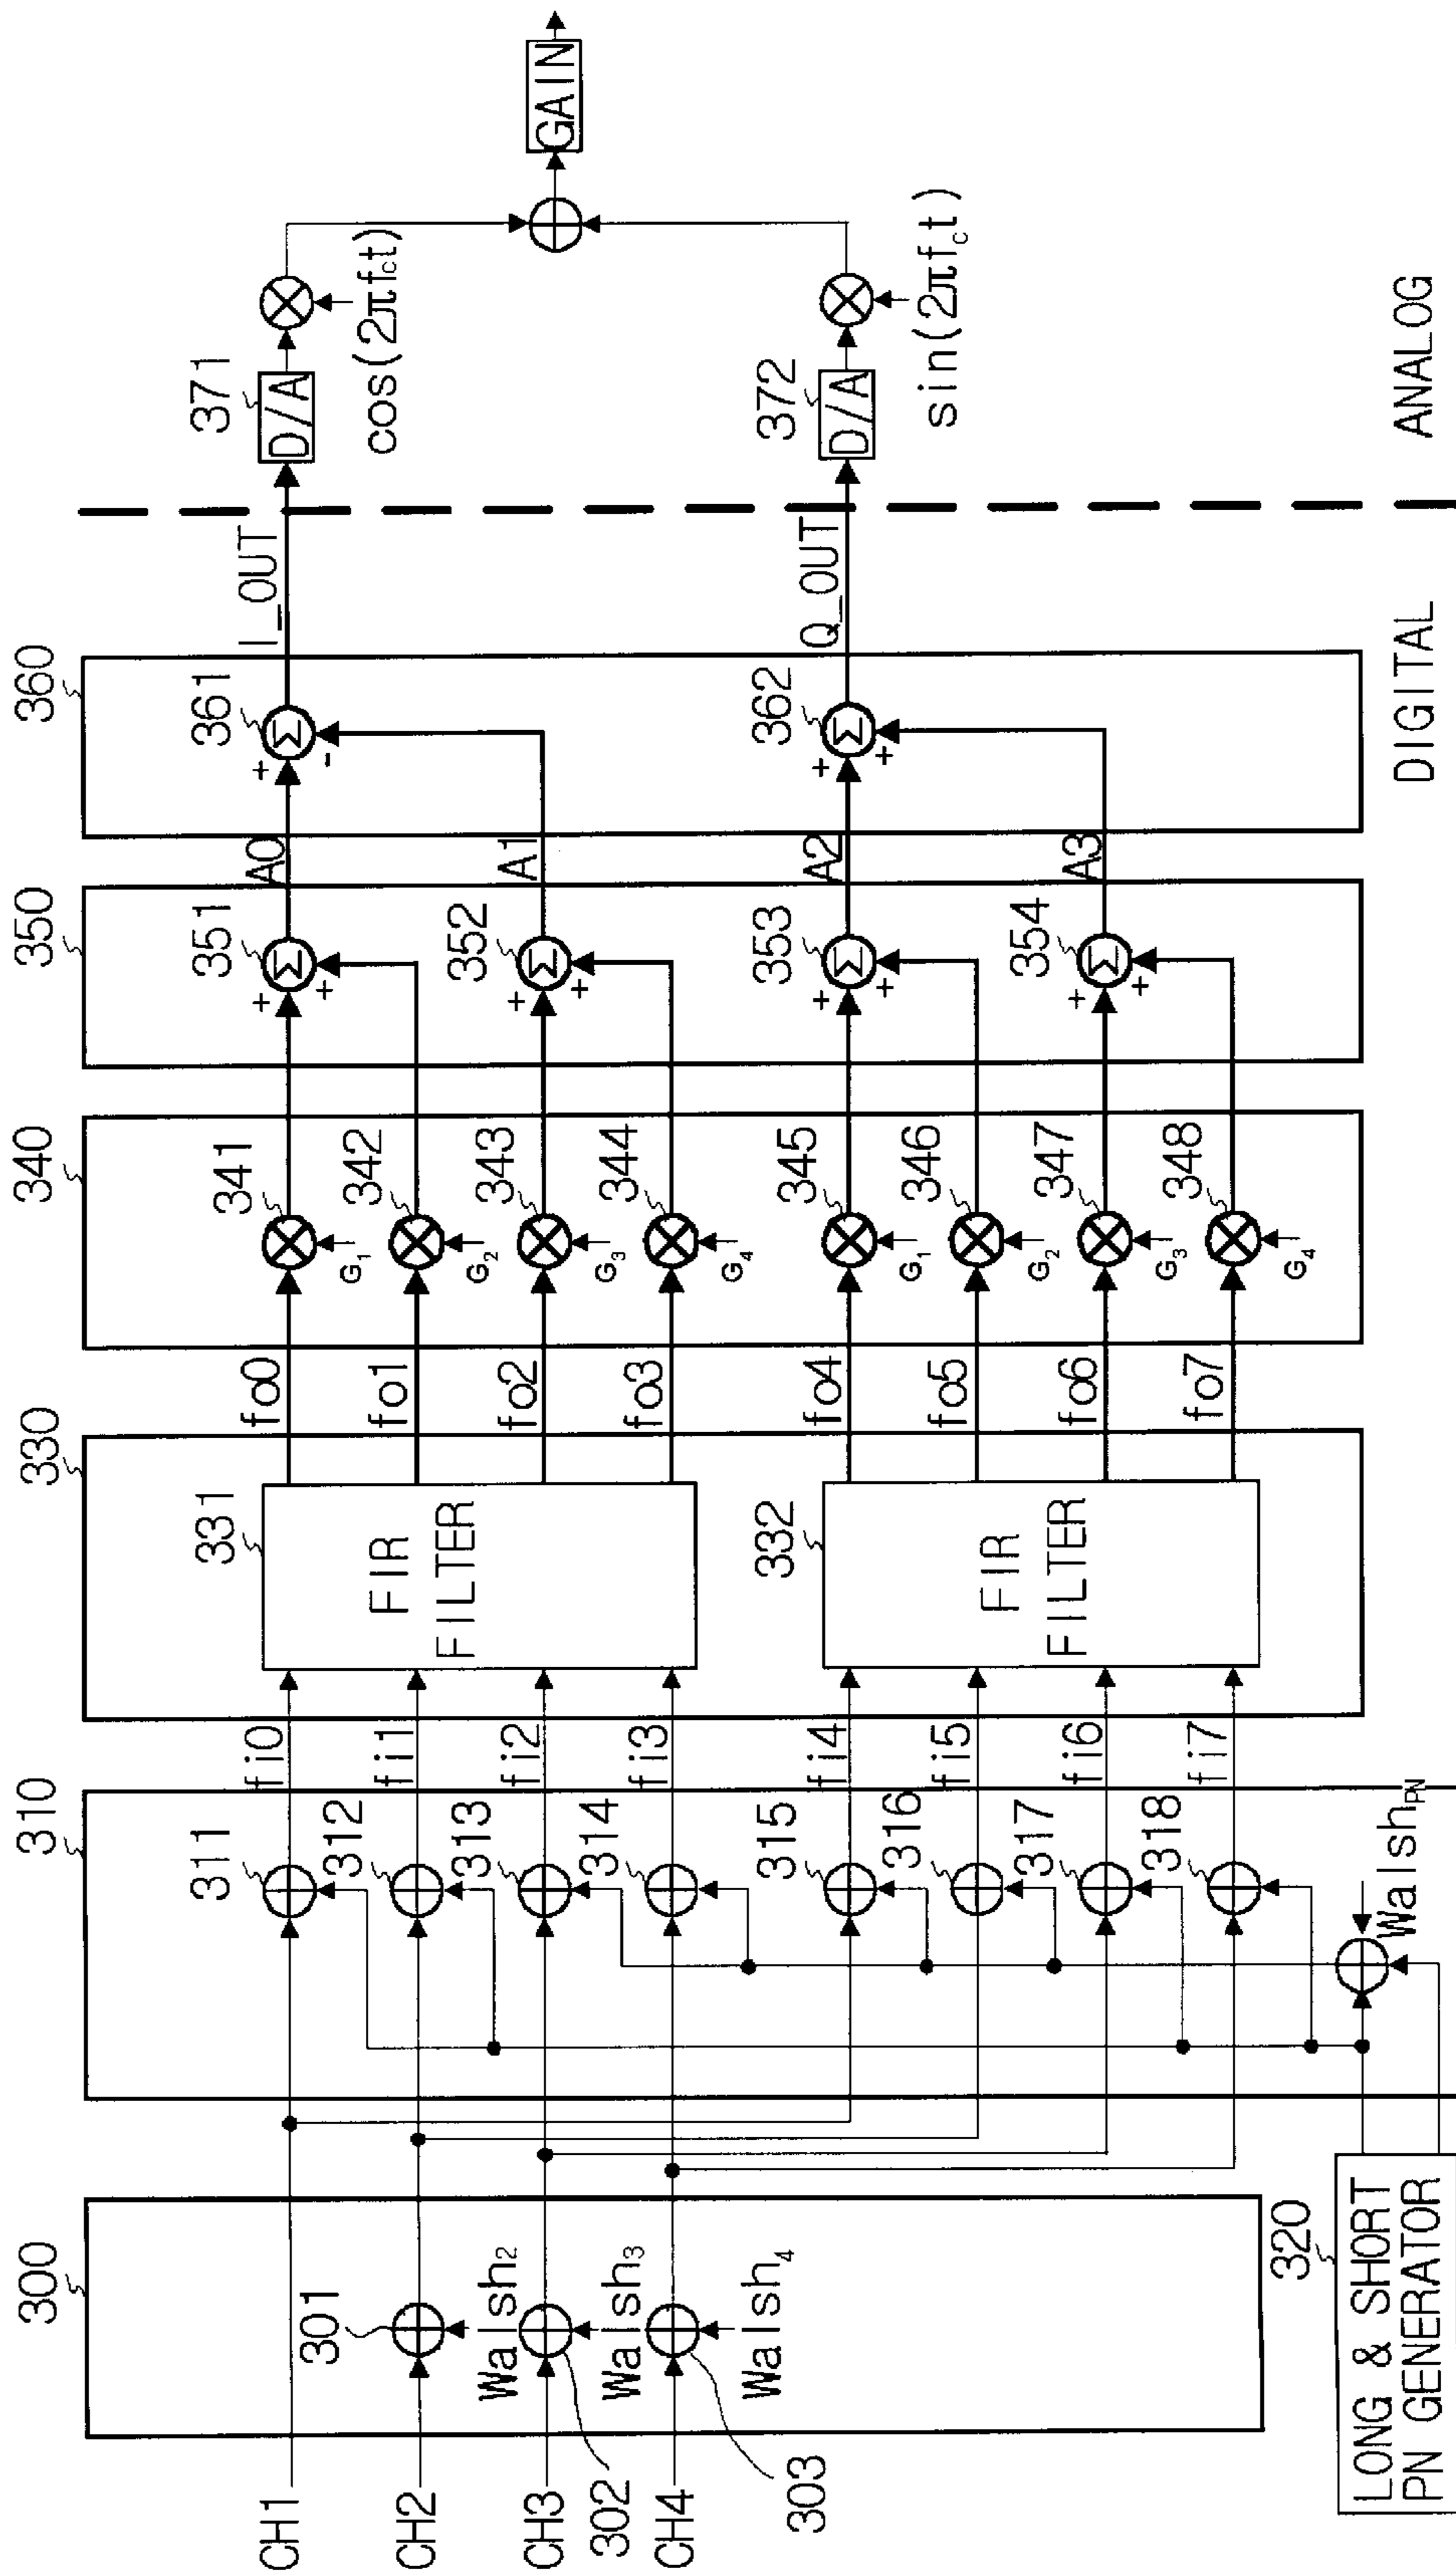 300
301
302
303
CH1
CH2
CH3
CH4
Walsh2
Walsh3
Walsh4
310
311
312
313
314
315
316
317
318
WalshPN
320
LONG & SHORT
PN GENERATOR
fi0
fi1
fi2
fi3
fi4
fi5
fi6
fi7
330
331
FIR
FILTER
332
FIR
FILTER
fo0
fo1
fo2
fo3
fo4
fo5
fo6
fo7
340
341
342
343
344
345
346
347
348
G1
G2
G3
G4
G1
G2
G3
G4
350
351
352
353
354
+
+
+
+
+
+
+
+
Σ
Σ
Σ
Σ
A0
A1
A2
A3
360
361
362
+
-
+
+
Σ
Σ
I_OUT
Q_OUT
DIGITAL
ANALOG
371
D/A
cos(2πfct)
372
D/A
sin(2πfct)
GAIN